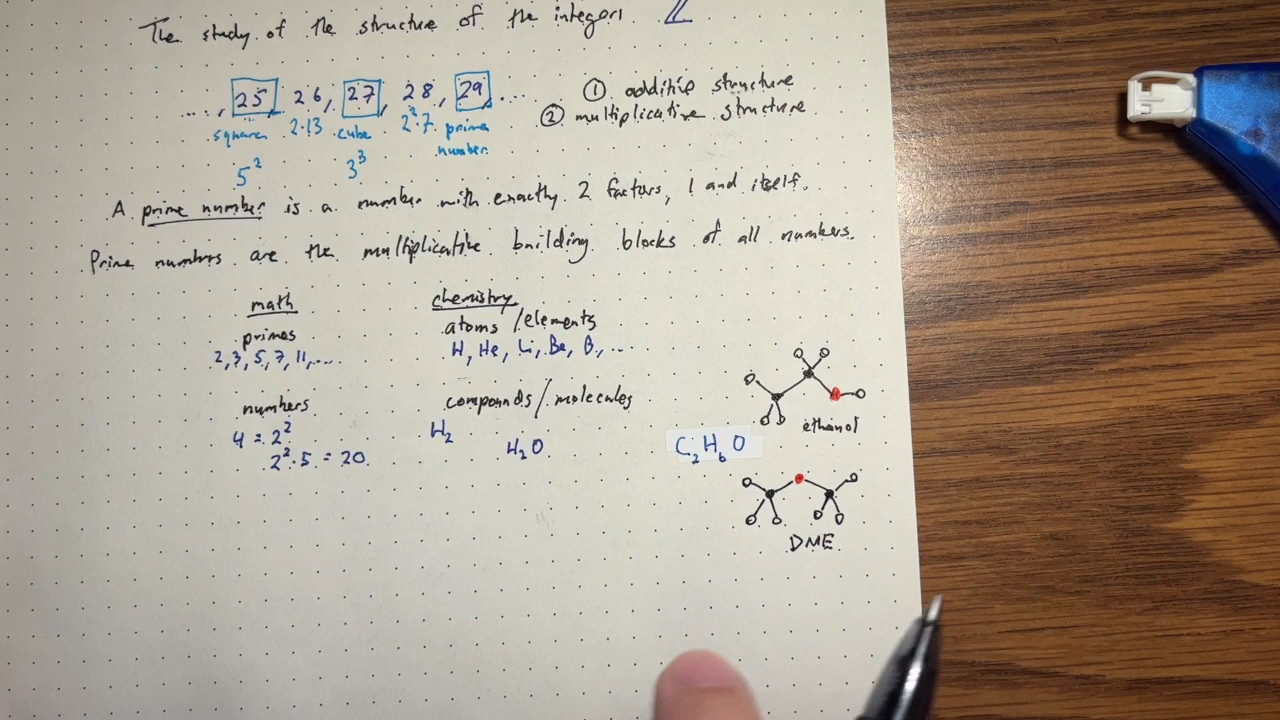 The study of the structure of the integers ℤ
..., 25, 26, 27, 28, 29, ...
square 2·13 cube 2²·7 prime number
5² 3³
① additive structure
② multiplicative structure
A prime number is a number with exactly 2 factors, 1 and itself.
Prime numbers are the multiplicative building blocks of all numbers.
math
primes
2, 3, 5, 7, 11, ...
numbers
4 = 2²
2²·5 = 20
chemistry
atoms / elements
H, He, Li, Be, B, ...
compounds / molecules
H₂ H₂O C₂H₆O
ethanol
DME